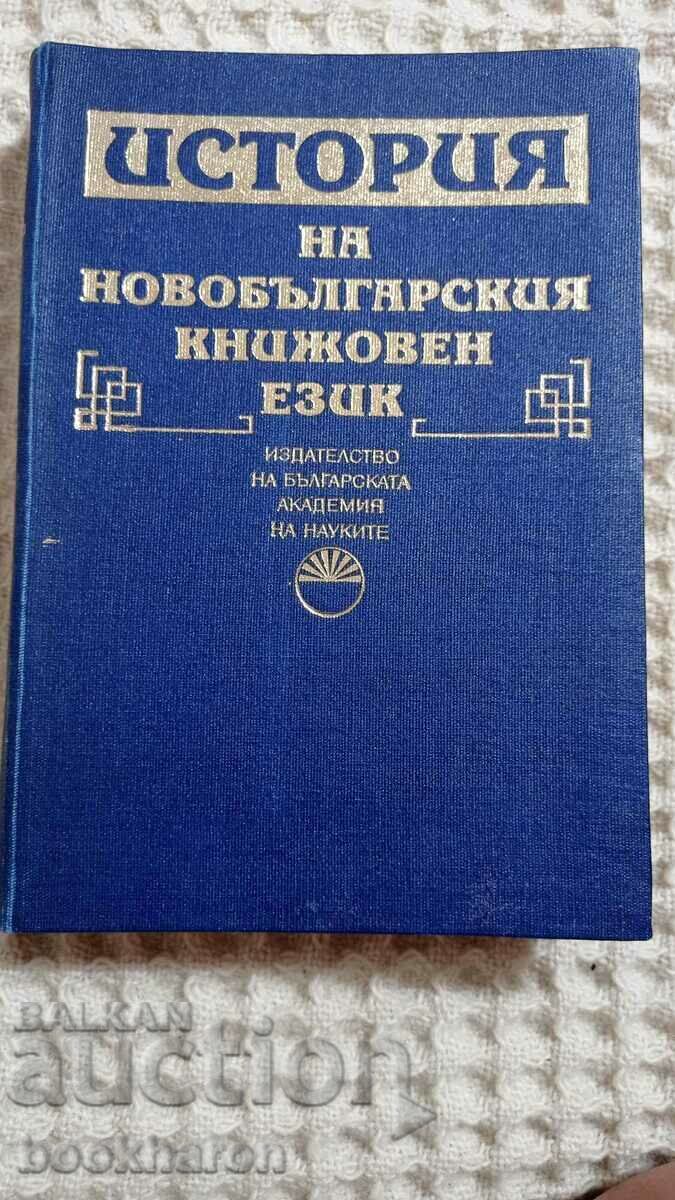 ИСТОРИЯ
НА
НОВОБЪЛГАРСКИЯ
КНИЖОВЕН
ЕЗИК
ИЗДАТЕЛСТВО
НА БЪЛГАРСКАТА
АКАДЕМИЯ
НА НАУКИТЕ
BALKAN
auction
bookharon